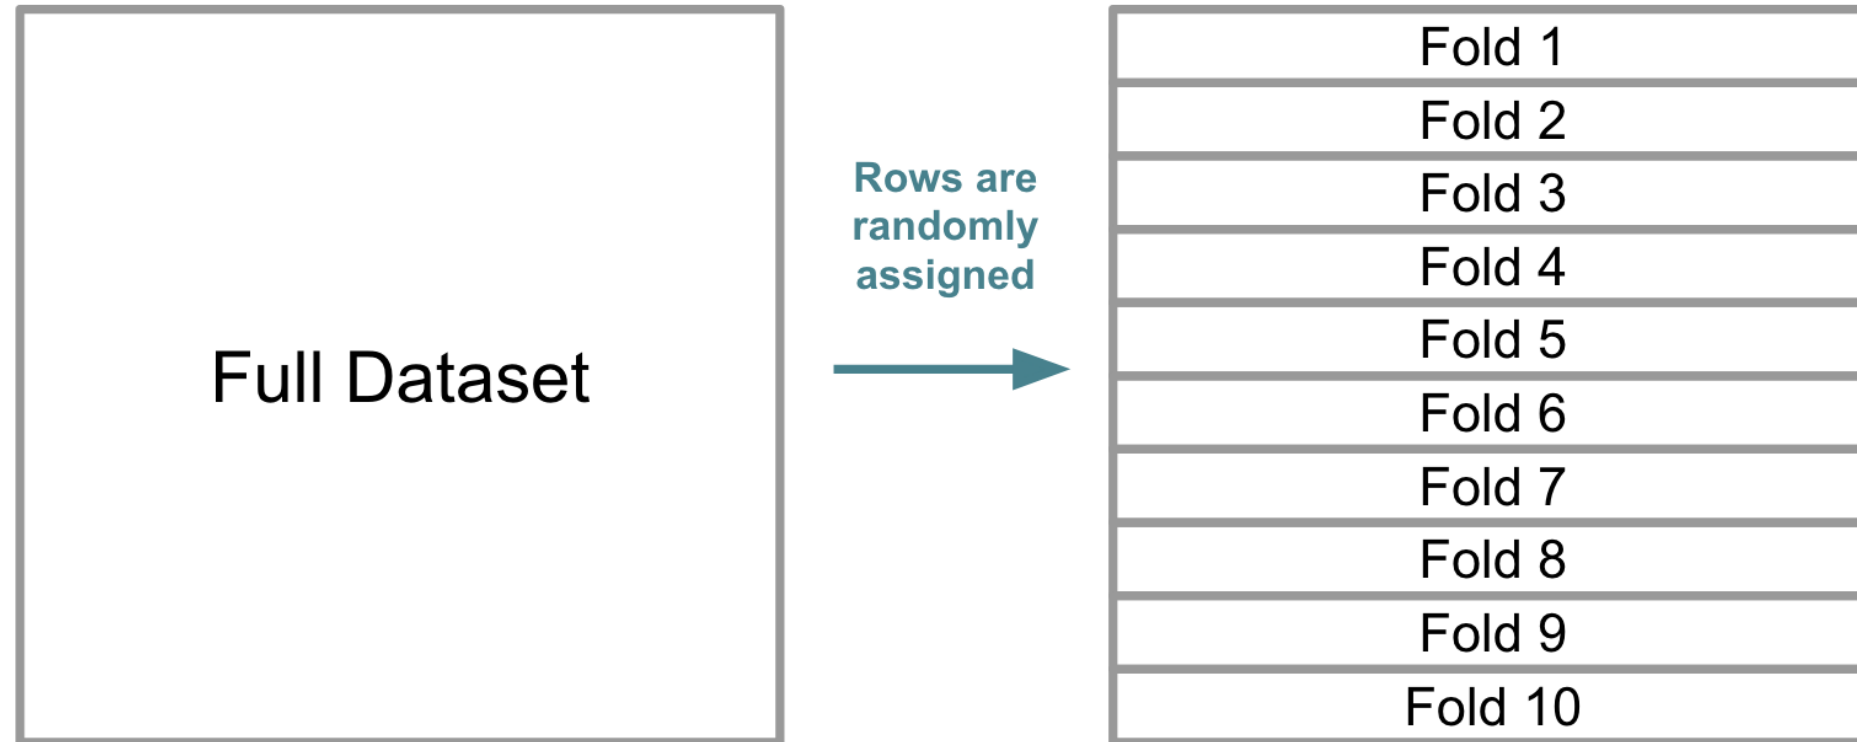 Full Dataset
Rows are
randomly
assigned
Fold 1
Fold 2
Fold 3
Fold 4
Fold 5
Fold 6
Fold 7
Fold 8
Fold 9
Fold 10